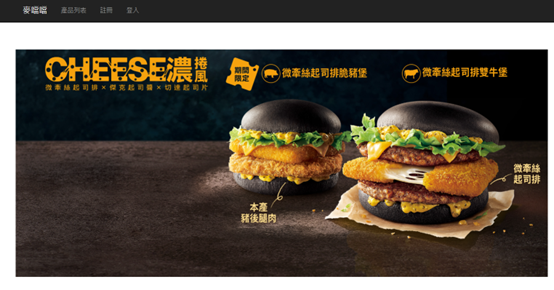 麥噹噹 產品列表 註冊 登入
CHEESE濃捲風
微牽絲起司排×傑克起司醬×切達起司片
期間限定
微牽絲起司排脆豬堡
微牽絲起司排雙牛堡
微牽絲
起司排
本產
豬後腿肉